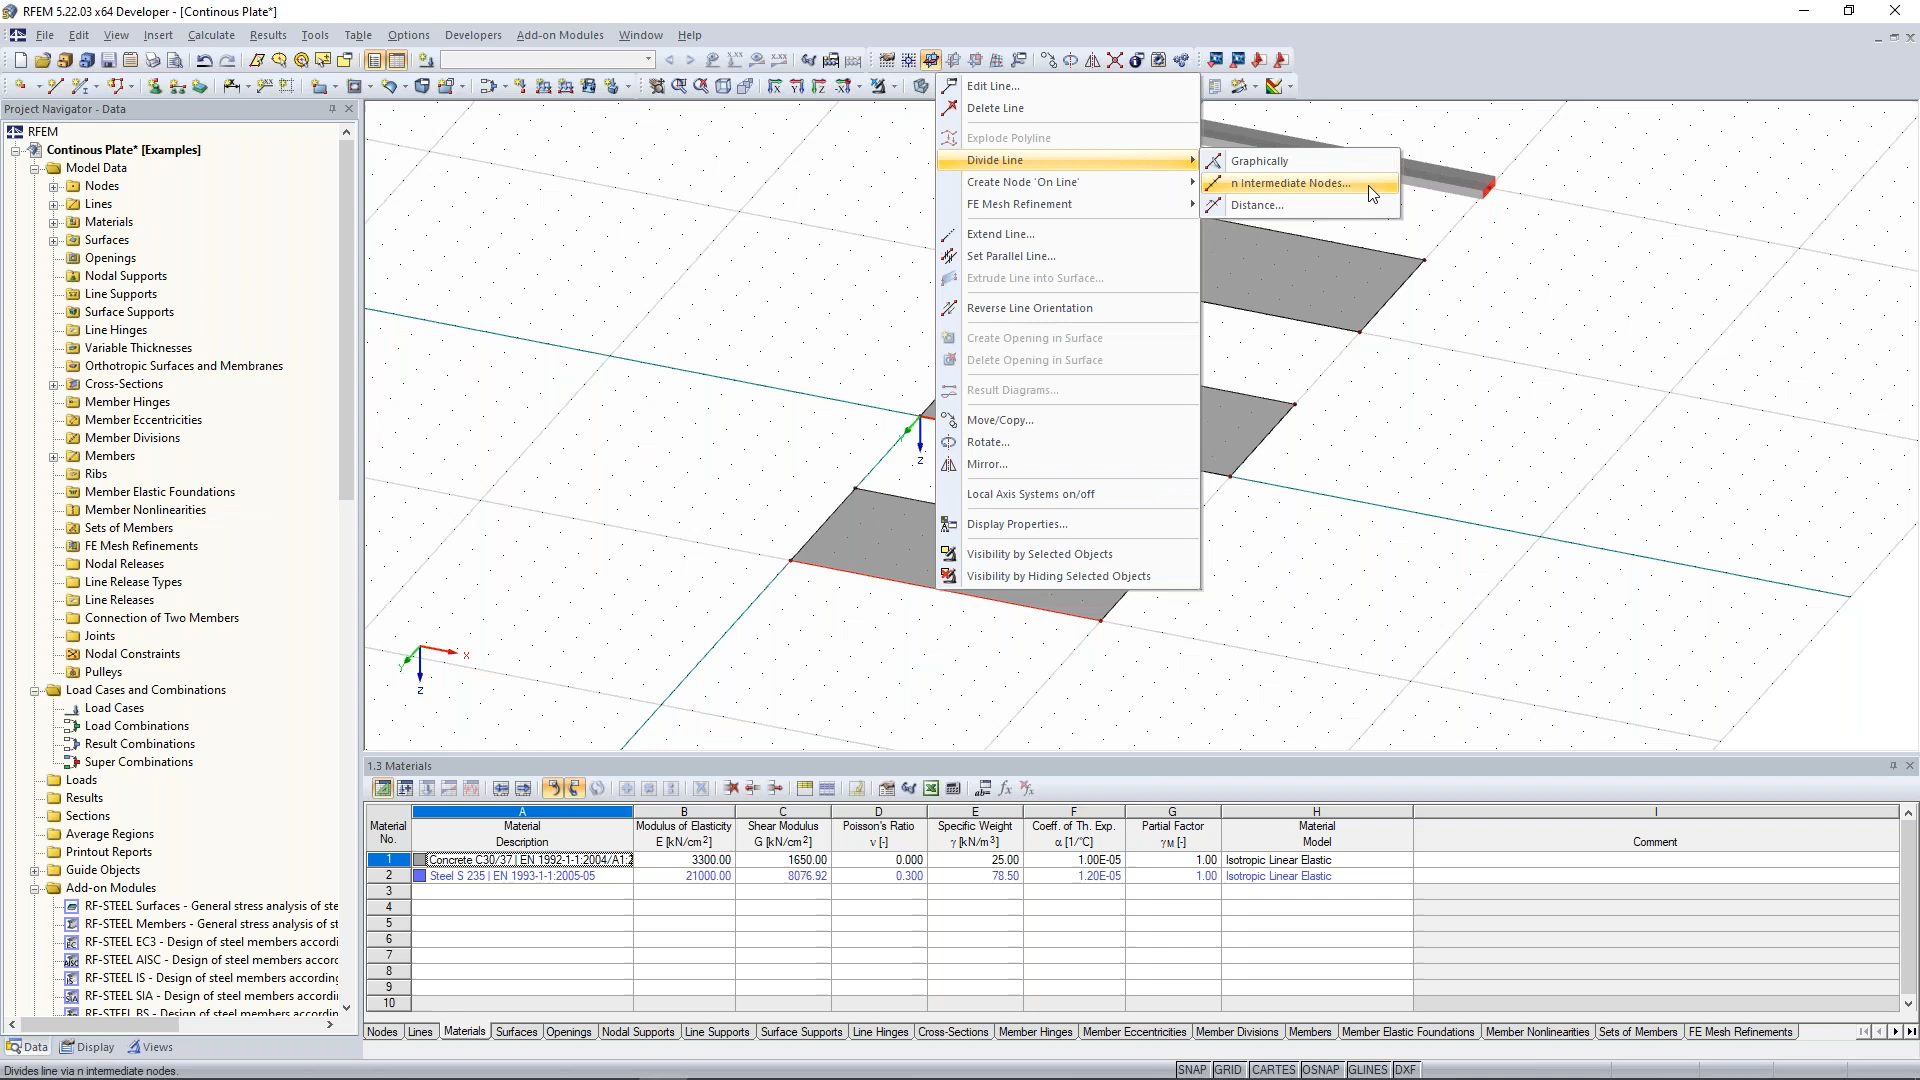 RFEM 5.22.03 x64 Developer - [Continous Plate*]
File Edit View Insert Calculate Results Tools Table Options Developers Add-on Modules Window Help
Project Navigator - Data
RFEM
Continous Plate* [Examples]
Model Data
Nodes
Lines
Materials
Surfaces
Openings
Nodal Supports
Line Supports
Surface Supports
Line Hinges
Variable Thicknesses
Orthotropic Surfaces and Membranes
Cross-Sections
Member Hinges
Member Eccentricities
Member Divisions
Members
Ribs
Member Elastic Foundations
Member Nonlinearities
Sets of Members
FE Mesh Refinements
Nodal Releases
Line Release Types
Line Releases
Connection of Two Members
Joints
Nodal Constraints
Pulleys
Load Cases and Combinations
Load Cases
Load Combinations
Result Combinations
Super Combinations
Loads
Results
Sections
Average Regions
Printout Reports
Guide Objects
Add-on Modules
RF-STEEL Surfaces - General stress analysis of ste
RF-STEEL Members - General stress analysis of st
RF-STEEL EC3 - Design of steel members accordi
RF-STEEL AISC - Design of steel members accor
RF-STEEL IS - Design of steel members according
RF-STEEL SIA - Design of steel members accordi
RF-STEEL BS - Design of steel members accordin
Data Display Views
Edit Line...
Delete Line
Explode Polyline
Divide Line
Create Node 'On Line'
FE Mesh Refinement
Extend Line...
Set Parallel Line...
Extrude Line into Surface...
Reverse Line Orientation
Create Opening in Surface
Delete Opening in Surface
Result Diagrams...
Move/Copy...
Rotate...
Mirror...
Local Axis Systems on/off
Display Properties...
Visibility by Selected Objects
Visibility by Hiding Selected Objects
Graphically
n Intermediate Nodes...
Distance...
Y
Z
X
Y
Z
1.3 Materials
A B C D E F G H I
Material No. Material Description Modulus of Elasticity E [kN/cm²] Shear Modulus G [kN/cm²] Poisson's Ratio ν [-] Specific Weight γ [kN/m³] Coeff. of Th. Exp. α [1/°C] Partial Factor γM [-] Material Model Comment
1 Concrete C30/37 | EN 1992-1-1:2004/A1:2 3300.00 1650.00 0.000 25.00 1.00E-05 1.00 Isotropic Linear Elastic
2 Steel S 235 | EN 1993-1-1:2005-05 21000.00 8076.92 0.300 78.50 1.20E-05 1.00 Isotropic Linear Elastic
3
4
5
6
7
8
9
10
Nodes Lines Materials Surfaces Openings Nodal Supports Line Supports Surface Supports Line Hinges Cross-Sections Member Hinges Member Eccentricities Member Divisions Members Member Elastic Foundations Member Nonlinearities Sets of Members FE Mesh Refinements
Divides line via n intermediate nodes.
SNAP GRID CARTES OSNAP GLINES DXF